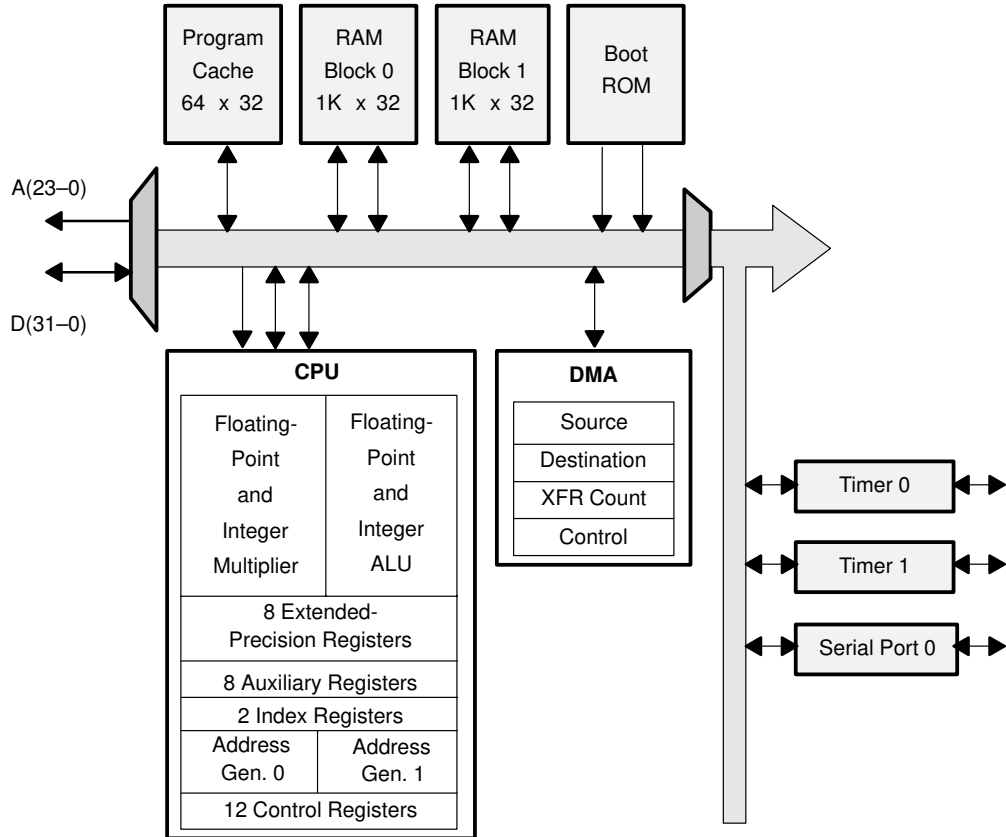 Program
Cache
64 x 32
RAM
Block 0
1K x 32
RAM
Block 1
1K x 32
Boot
ROM
A(23–0)
D(31–0)
CPU
Floating-
Point
and
Integer
Multiplier
Floating-
Point
and
Integer
ALU
8 Extended-
Precision Registers
8 Auxiliary Registers
2 Index Registers
Address
Gen. 0
Address
Gen. 1
12 Control Registers
DMA
Source
Destination
XFR Count
Control
Timer 0
Timer 1
Serial Port 0